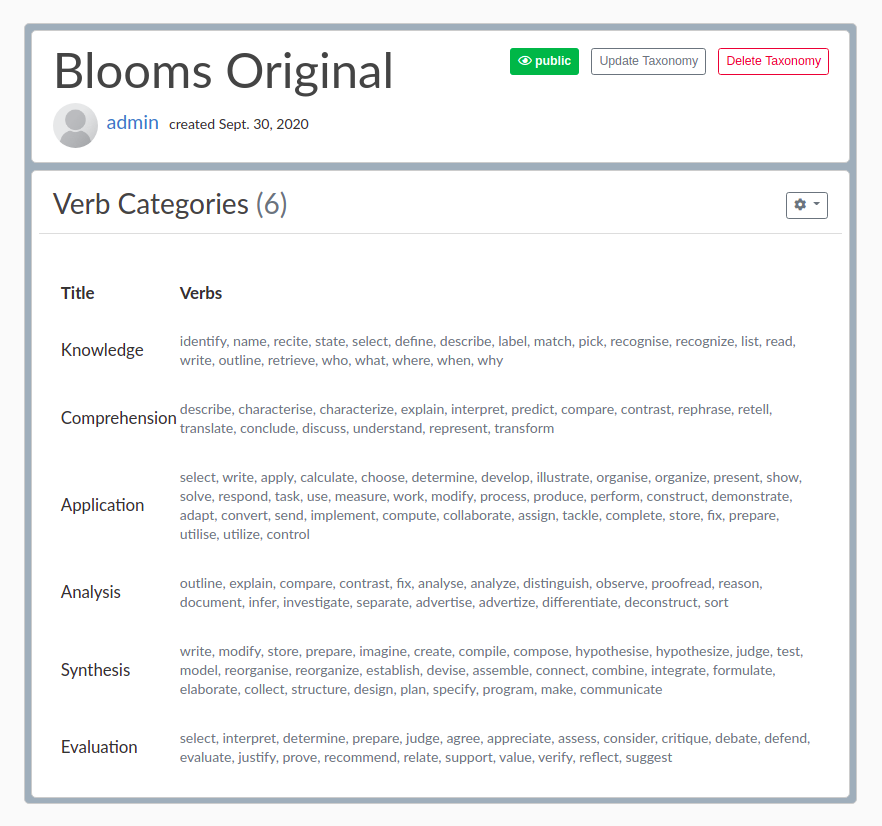 Blooms Original
public
Update Taxonomy
Delete Taxonomy
admin created Sept. 30, 2020
Verb Categories (6)
Title Verbs
Knowledge
identify, name, recite, state, select, define, describe, label, match, pick, recognise, recognize, list, read,
write, outline, retrieve, who, what, where, when, why
Comprehension
describe, characterise, characterize, explain, interpret, predict, compare, contrast, rephrase, retell,
translate, conclude, discuss, understand, represent, transform
Application
select, write, apply, calculate, choose, determine, develop, illustrate, organise, organize, present, show,
solve, respond, task, use, measure, work, modify, process, produce, perform, construct, demonstrate,
adapt, convert, send, implement, compute, collaborate, assign, tackle, complete, store, fix, prepare,
utilise, utilize, control
Analysis
outline, explain, compare, contrast, fix, analyse, analyze, distinguish, observe, proofread, reason,
document, infer, investigate, separate, advertise, advertize, differentiate, deconstruct, sort
Synthesis
write, modify, store, prepare, imagine, create, compile, compose, hypothesise, hypothesize, judge, test,
model, reorganise, reorganize, establish, devise, assemble, connect, combine, integrate, formulate,
elaborate, collect, structure, design, plan, specify, program, make, communicate
Evaluation
select, interpret, determine, prepare, judge, agree, appreciate, assess, consider, critique, debate, defend,
evaluate, justify, prove, recommend, relate, support, value, verify, reflect, suggest